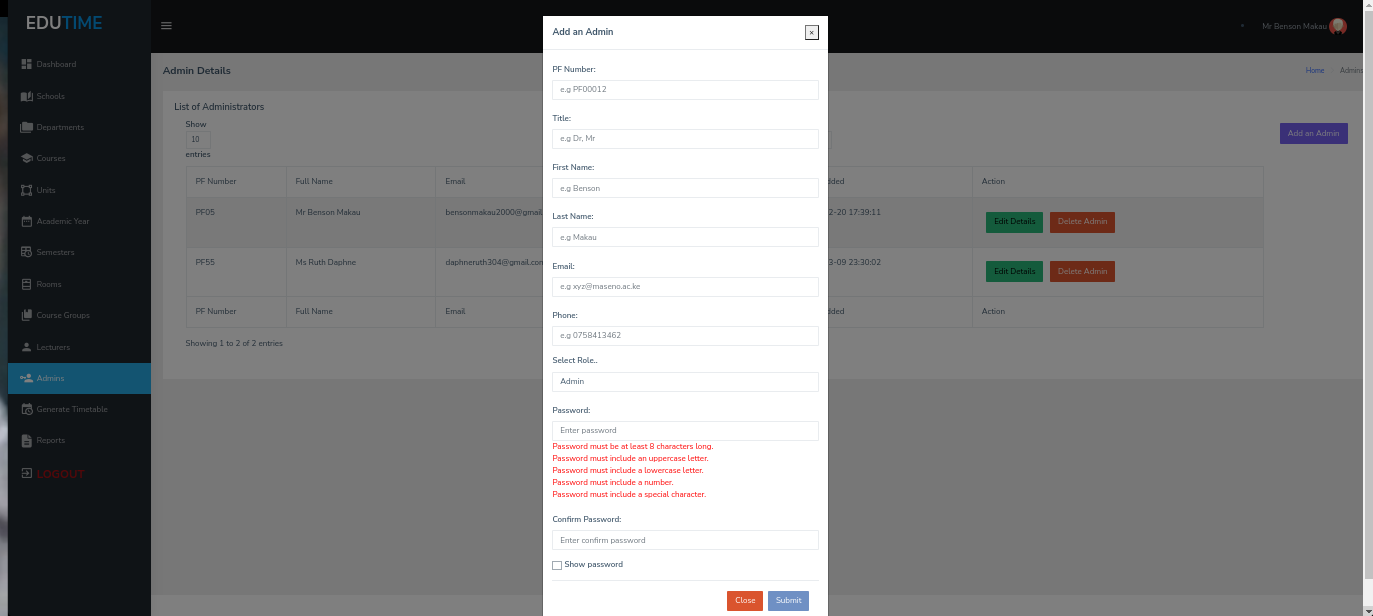 EDUTIME
Mr Benson Makau
Dashboard
Schools
Departments
Courses
Units
Academic Year
Semesters
Rooms
Course Groups
Lecturers
Admins
Generate Timetable
Reports
LOGOUT
Admin Details
Home
Admins
List of Administrators
Show
10
entries
Add an Admin
PF Number Full Name Email Action
PF05 Mr Benson Makau bensonmakau2000@gmail 2-20 17:39:11 Edit Details Delete Admin
PF55 Ms Ruth Daphne daphneruth304@gmail.con 3-09 23:30:02 Edit Details Delete Admin
PF Number Full Name Email Action
Showing 1 to 2 of 2 entries
Add an Admin
x
PF Number:
e.g PF00012
Title:
e.g Dr, Mr
First Name:
e.g Benson
Last Name:
e.g Makau
Email:
e.g xyz@maseno.ac.ke
Phone:
e.g 0758413462
Select Role..
Admin
Password:
Enter password
Password must be at least 8 characters long.
Password must include an uppercase letter.
Password must include a lowercase letter.
Password must include a number.
Password must include a special character.
Confirm Password:
Enter confirm password
Show password
Close
Submit